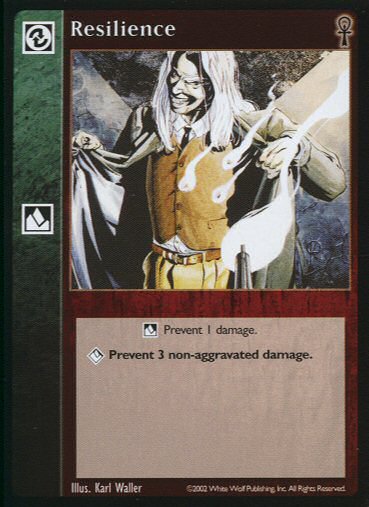 Resilience
Prevent 1 damage.
Prevent 3 non-aggravated damage.
Illus. Karl Waller
©2002 White Wolf Publishing, Inc. All Rights Reserved.